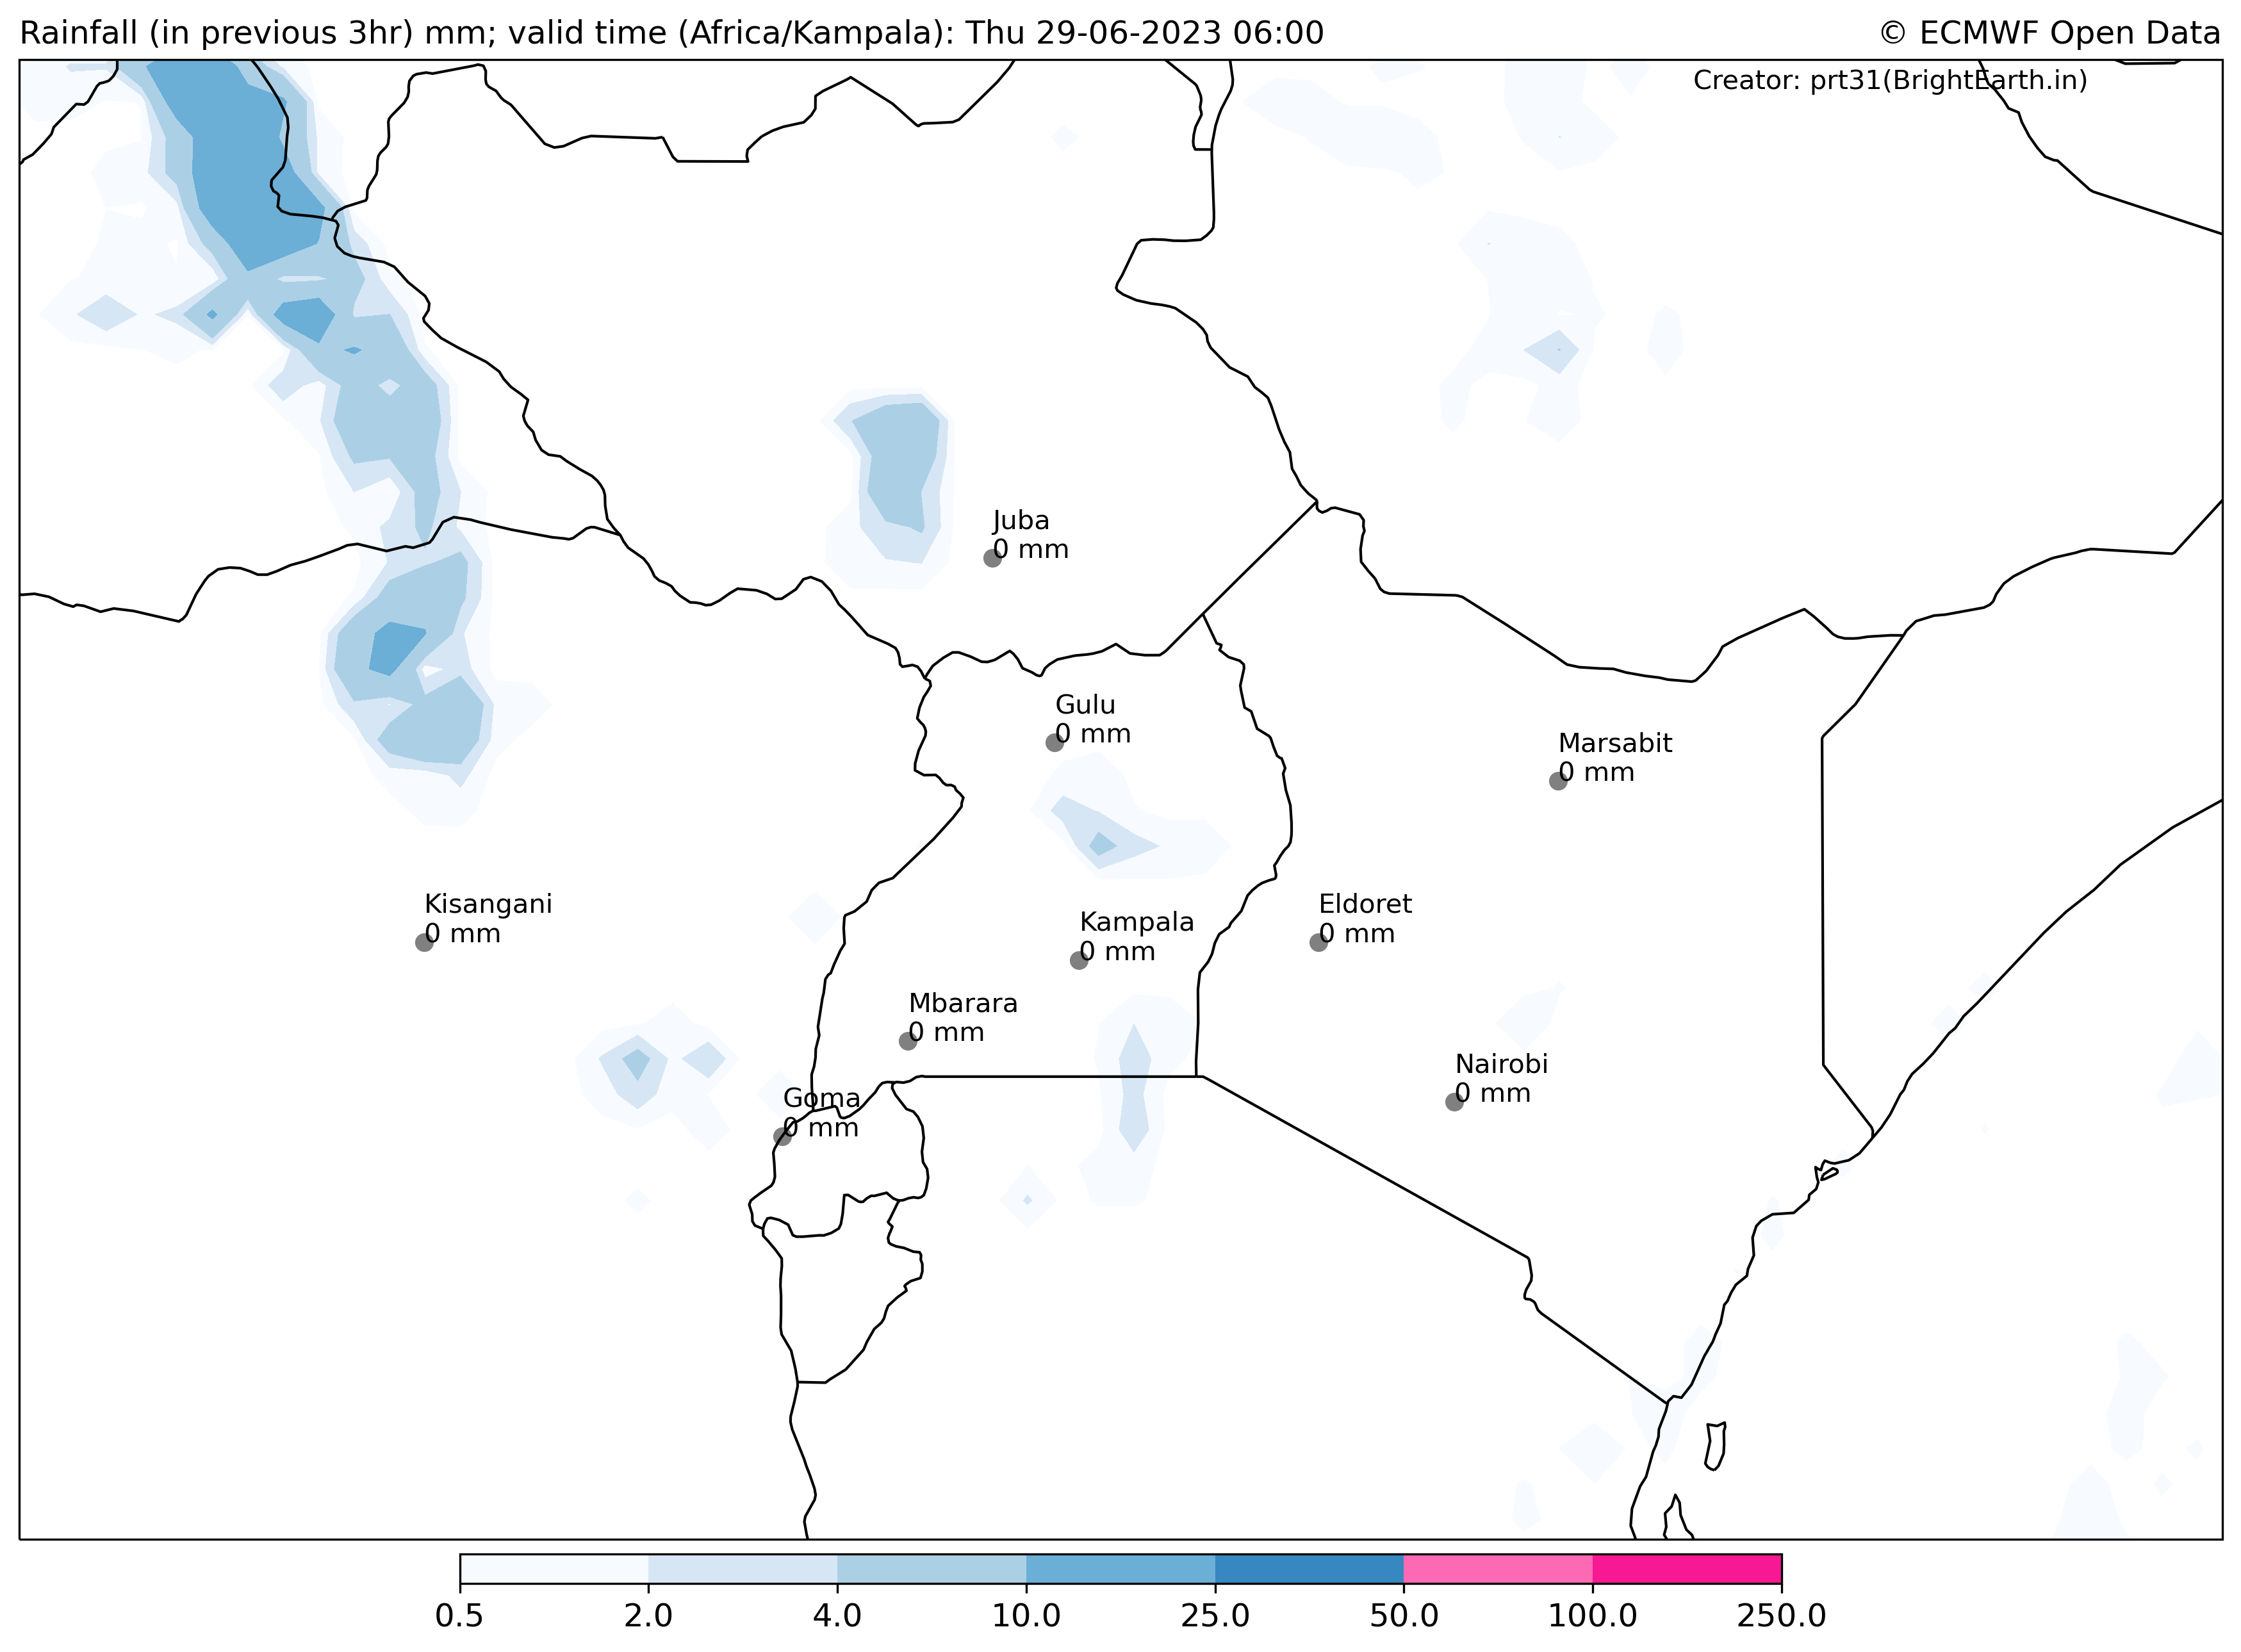 Rainfall (in previous 3hr) mm; valid time (Africa/Kampala): Thu 29-06-2023 06:00
© ECMWF Open Data
Creator: prt31(BrightEarth.in)
Juba
0 mm
Gulu
0 mm
Marsabit
0 mm
Kisangani
0 mm
Kampala
0 mm
Eldoret
0 mm
Mbarara
0 mm
Nairobi
0 mm
Goma
0 mm
0.5 2.0 4.0 10.0 25.0 50.0 100.0 250.0